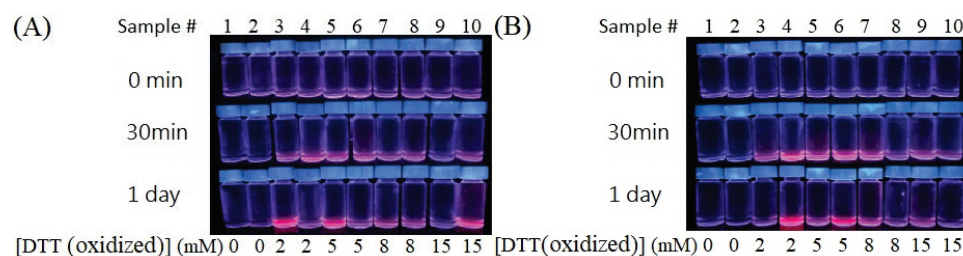 (A) Sample # 1 2 3 4 5 6 7 8 9 10
0 min
30min
1 day
[DTT (oxidized)] (mM) 0 0 2 2 5 5 8 8 15 15
(B) Sample # 1 2 3 4 5 6 7 8 9 10
0 min
30min
1 day
[DTT(oxidized)] (mM) 0 0 2 2 5 5 8 8 15 15